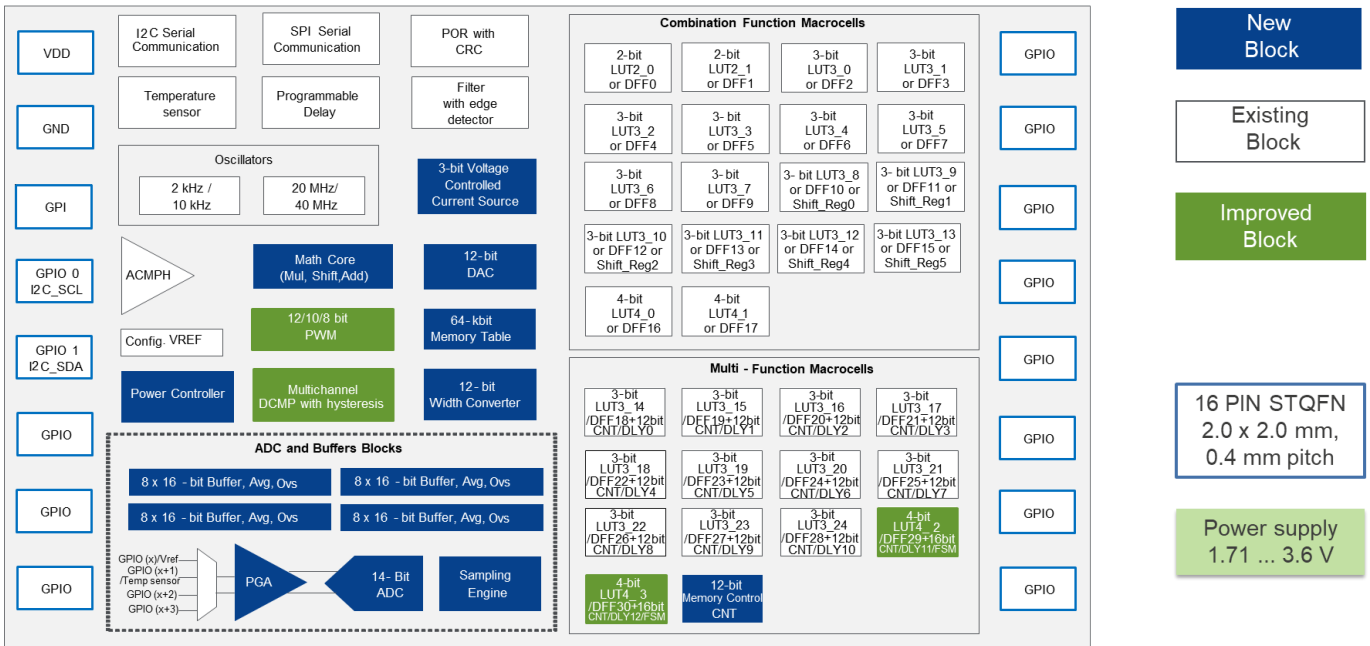 VDD
GND
GPI
GPIO 0
I2C_SCL
GPIO 1
I2C_SDA
GPIO
GPIO
GPIO
I2C Serial
Communication
SPI Serial
Communication
POR with
CRC
Temperature
sensor
Programmable
Delay
Filter
with edge
detector
Oscillators
2 kHz /
10 kHz
20 MHz/
40 MHz
3-bit Voltage
Controlled
Current Source
ACMPH
Math Core
(Mul, Shift,Add)
12-bit
DAC
Config. VREF
12/10/8 bit
PWM
64-kbit
Memory Table
Power Controller
Multichannel
DCMP with hysteresis
12-bit
Width Converter
ADC and Buffers Blocks
8 x 16 - bit Buffer, Avg, Ovs
8 x 16 - bit Buffer, Avg, Ovs
8 x 16 - bit Buffer, Avg, Ovs
8 x 16 - bit Buffer, Avg, Ovs
GPIO (x)/Vref
GPIO (x+1)
/Temp sensor
GPIO (x+2)
GPIO (x+3)
PGA
14- Bit
ADC
Sampling
Engine
Combination Function Macrocells
2-bit
LUT2_0
or DFF0
2-bit
LUT2_1
or DFF1
3-bit
LUT3_0
or DFF2
3-bit
LUT3_1
or DFF3
3-bit
LUT3_2
or DFF4
3- bit
LUT3_3
or DFF5
3-bit
LUT3_4
or DFF6
3-bit
LUT3_5
or DFF7
3-bit
LUT3_6
or DFF8
3-bit
LUT3_7
or DFF9
3- bit LUT3_8
or DFF10 or
Shift_Reg0
3- bit LUT3_9
or DFF11 or
Shift_Reg1
3-bit LUT3_10
or DFF12 or
Shift_Reg2
3-bit LUT3_11
or DFF13 or
Shift_Reg3
3-bit LUT3_12
or DFF14 or
Shift_Reg4
3-bit LUT3_13
or DFF15 or
Shift_Reg5
4-bit
LUT4_0
or DFF16
4-bit
LUT4_1
or DFF17
Multi - Function Macrocells
3-bit
LUT3_14
/DFF18+12bit
CNT/DLY0
3-bit
LUT3_15
/DFF19+12bit
CNT/DLY1
3-bit
LUT3_16
/DFF20+12bit
CNT/DLY2
3-bit
LUT3_17
/DFF21+12bit
CNT/DLY3
3-bit
LUT3_18
/DFF22+12bit
CNT/DLY4
3-bit
LUT3_19
/DFF23+12bit
CNT/DLY5
3-bit
LUT3_20
/DFF24+12bit
CNT/DLY6
3-bit
LUT3_21
/DFF25+12bit
CNT/DLY7
3-bit
LUT3_22
/DFF26+12bit
CNT/DLY8
3-bit
LUT3_23
/DFF27+12bit
CNT/DLY9
3-bit
LUT3_24
/DFF28+12bit
CNT/DLY10
4-bit
LUT4_ 2
/DFF29+16bit
CNT/DLY11/FSM
4-bit
LUT4_ 3
/DFF30+16bit
CNT/DLY12/FSM
12-bit
Memory Control
CNT
GPIO
GPIO
GPIO
GPIO
GPIO
GPIO
GPIO
GPIO
New
Block
Existing
Block
Improved
Block
16 PIN STQFN
2.0 x 2.0 mm,
0.4 mm pitch
Power supply
1.71 ... 3.6 V